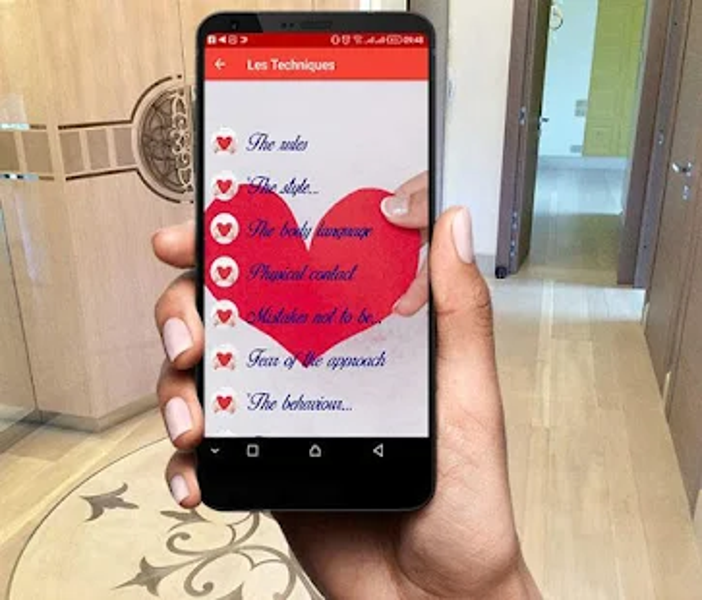 09:48
Les Techniques
The rules
The style...
The body language
Physical contact
Mistakes not to be...
Fear of the approach
The behaviour...